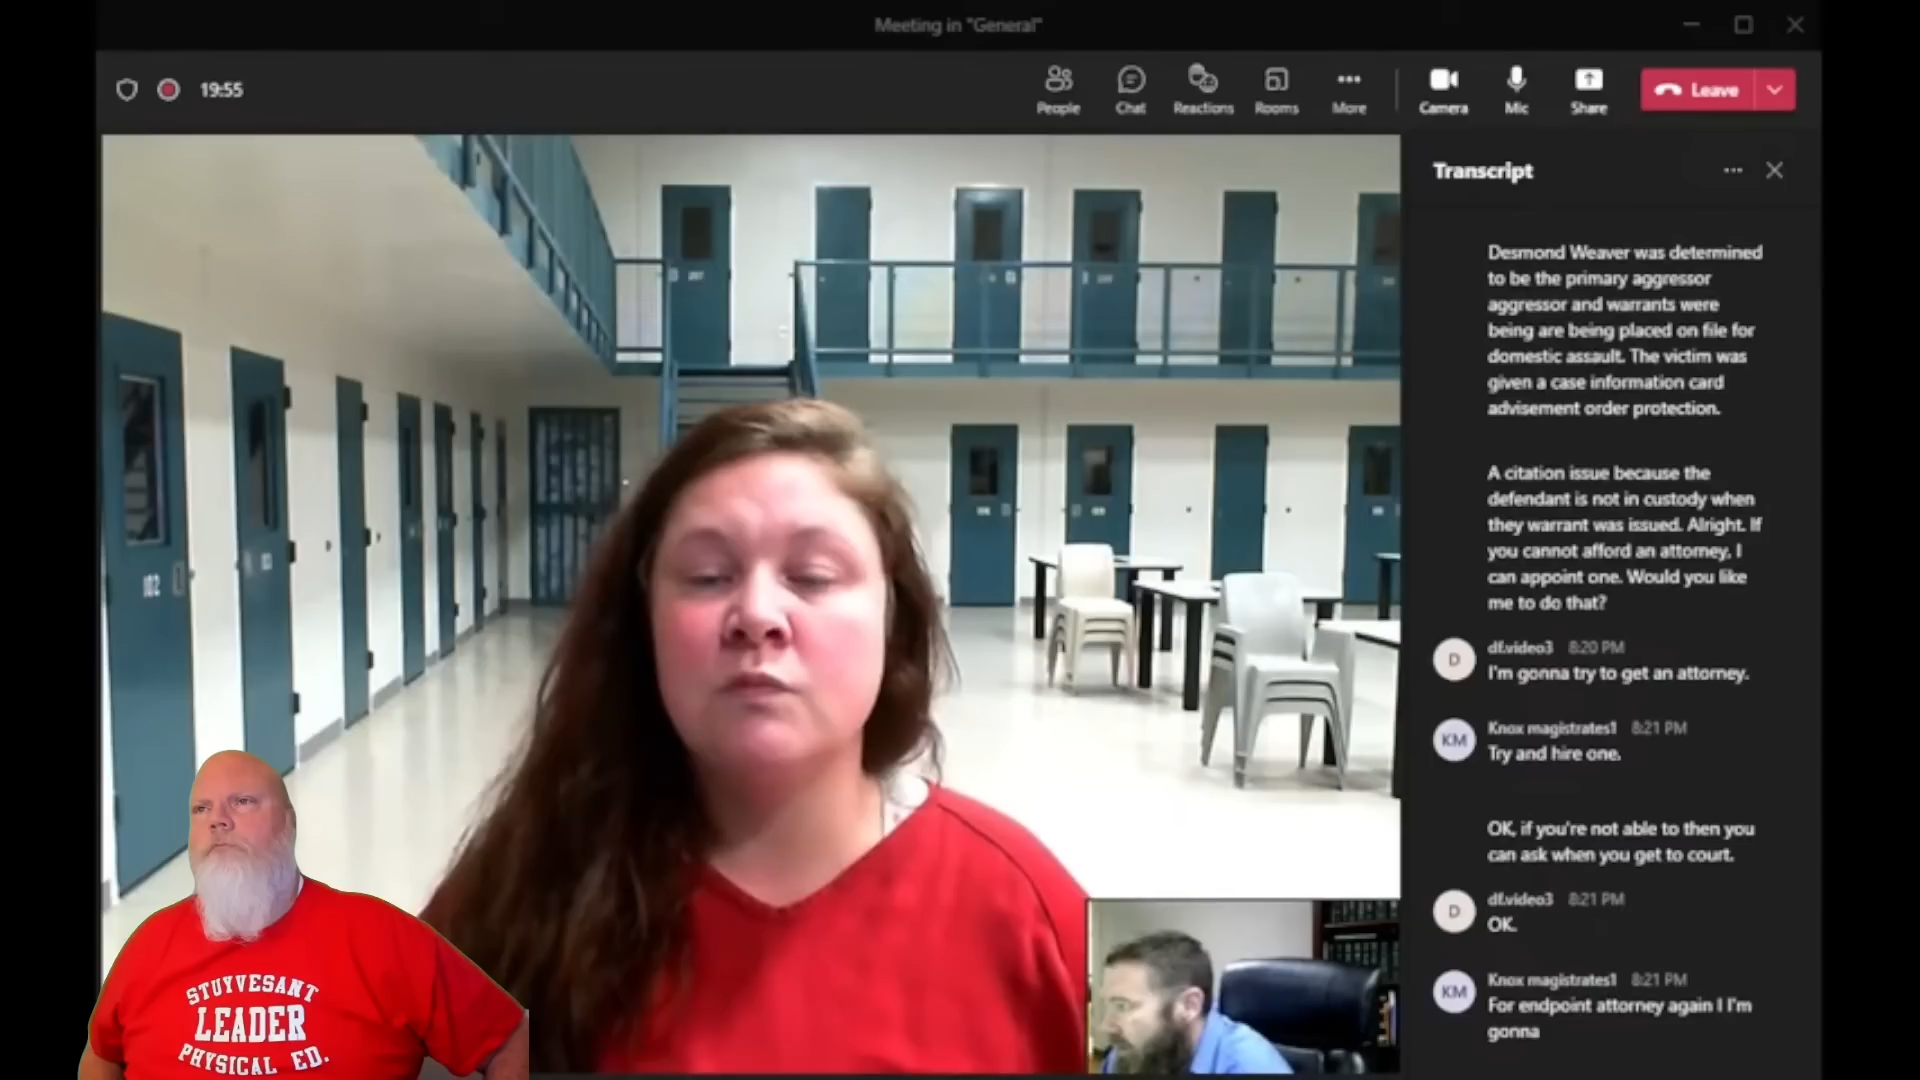 Meeting in "General"
19:55
People
Chat
Reactions
Rooms
More
Camera
Mic
Share
Leave
Transcript
Desmond Weaver was determined
to be the primary aggressor
aggressor and warrants were
being are being placed on file for
domestic assault. The victim was
given a case information card
advisement order protection.
A citation issue because the
defendant is not in custody when
they warrant was issued. Alright. If
you cannot afford an attorney, I
can appoint one. Would you like
me to do that?
D
df.video3 8:20 PM
I'm gonna try to get an attorney.
KM
Knox magistrates1 8:21 PM
Try and hire one.
OK, if you're not able to then you
can ask when you get to court.
D
df.video3 8:21 PM
OK.
KM
Knox magistrates1 8:21 PM
For endpoint attorney again I I'm
gonna
102
STUYVESANT
LEADER
PHYSICAL ED.